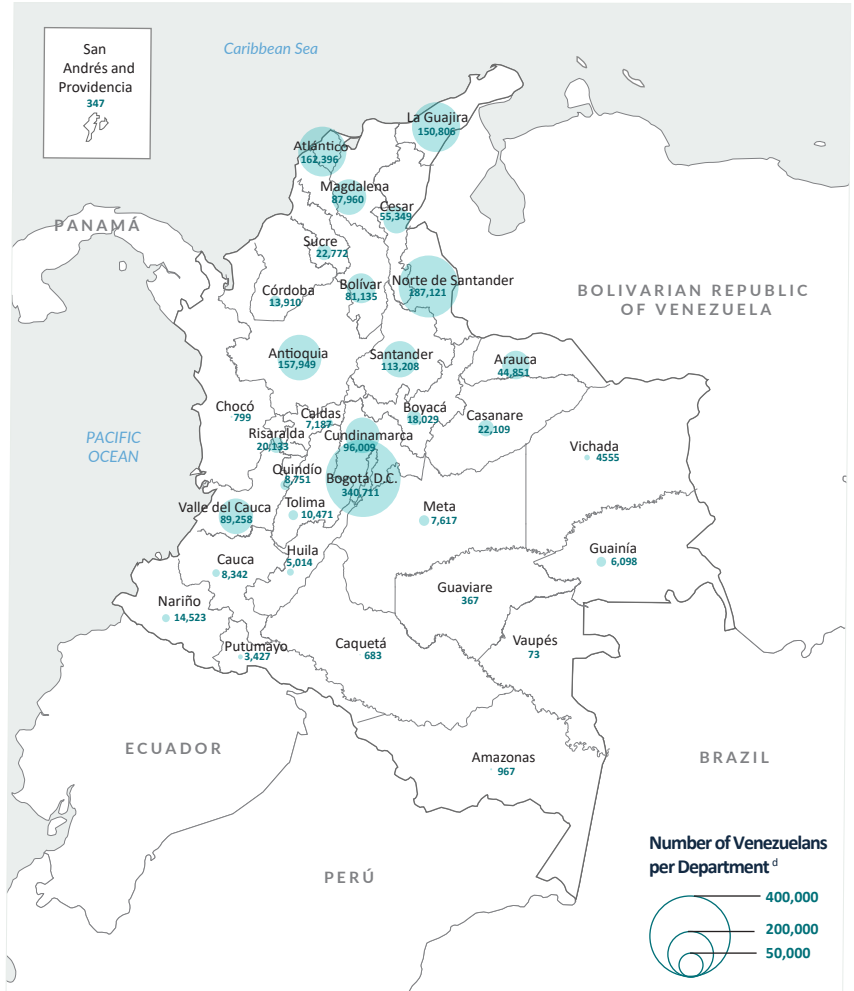 San
Andrés and
Providencia
347
Caribbean Sea
La Guajira
150,806
Atlántico
162,396
Magdalena
87,960
Cesar
55,349
PANAMÁ
Sucre
22,772
Norte de Santander
187,121
Bolívar
81,135
Córdoba
13,910
BOLIVARIAN REPUBLIC
OF VENEZUELA
Antioquia
157,949
Santander
113,208
Arauca
44,851
Chocó
799
Caldas
7,187
Boyacá
18,029
Casanare
22,109
Risaralda
20,133
Cundinamarca
96,009
PACIFIC
OCEAN
Vichada
4555
Quindío
8,751
Bogotá D.C.
340,711
Valle del Cauca
89,258
Tolima
10,471
Meta
7,617
Guainía
6,098
Huila
5,014
Cauca
8,342
Guaviare
367
Nariño
14,523
Putumayo
3,427
Caquetá
683
Vaupés
73
ECUADOR
Amazonas
967
BRAZIL
PERÚ
Number of Venezuelans
per Department d
400,000
200,000
50,000